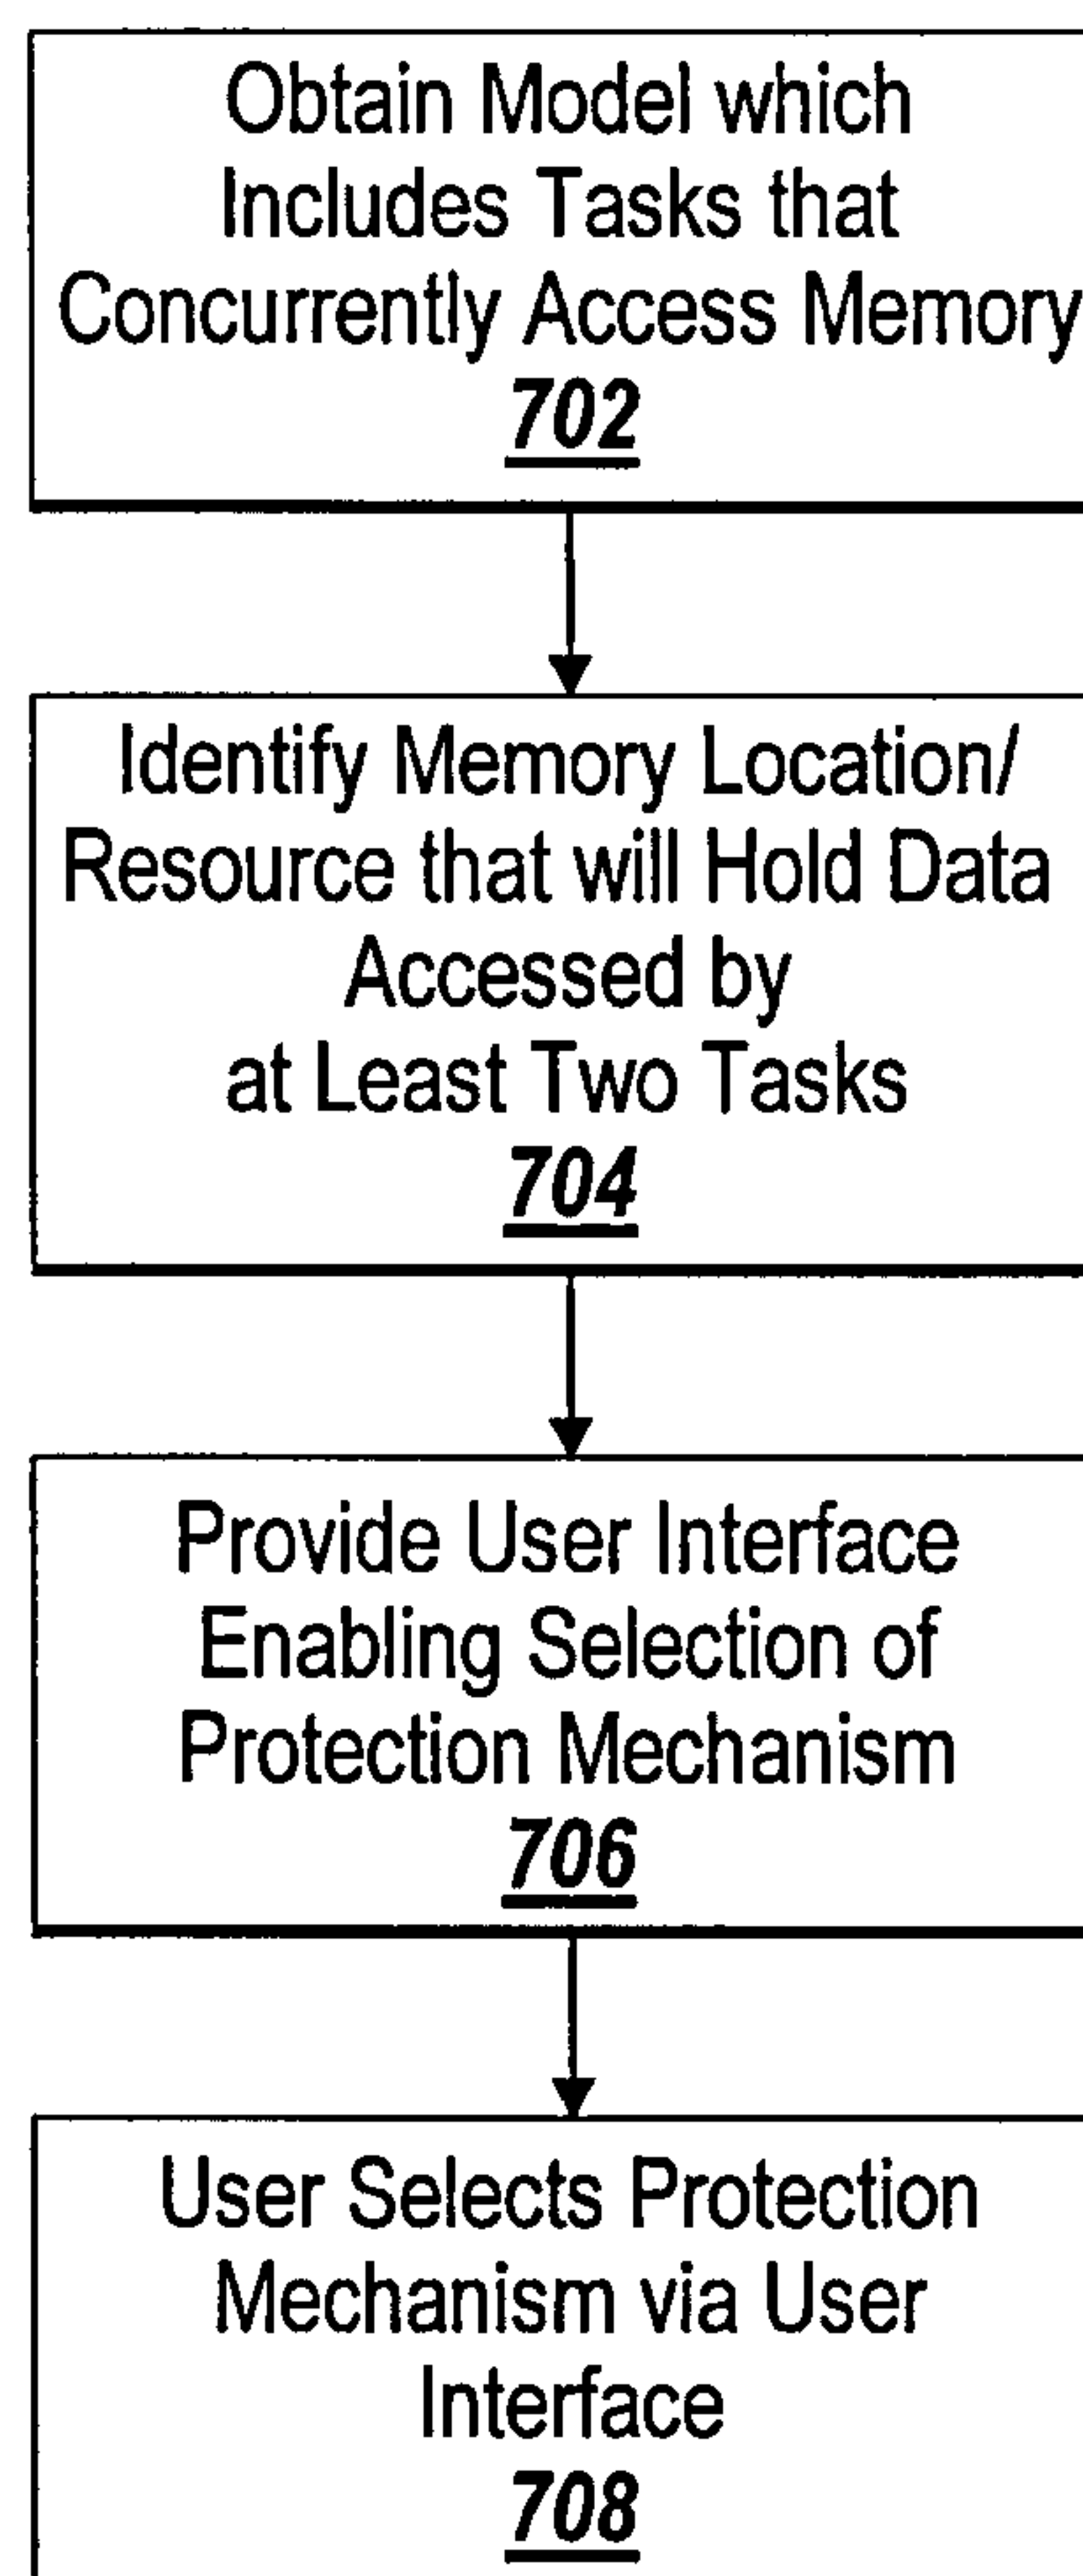 Obtain Model which
Includes Tasks that
Concurrently Access Memory
702
Identify Memory Location/
Resource that will Hold Data
Accessed by
at Least Two Tasks
704
Provide User Interface
Enabling Selection of
Protection Mechanism
706
User Selects Protection
Mechanism via User
Interface
708